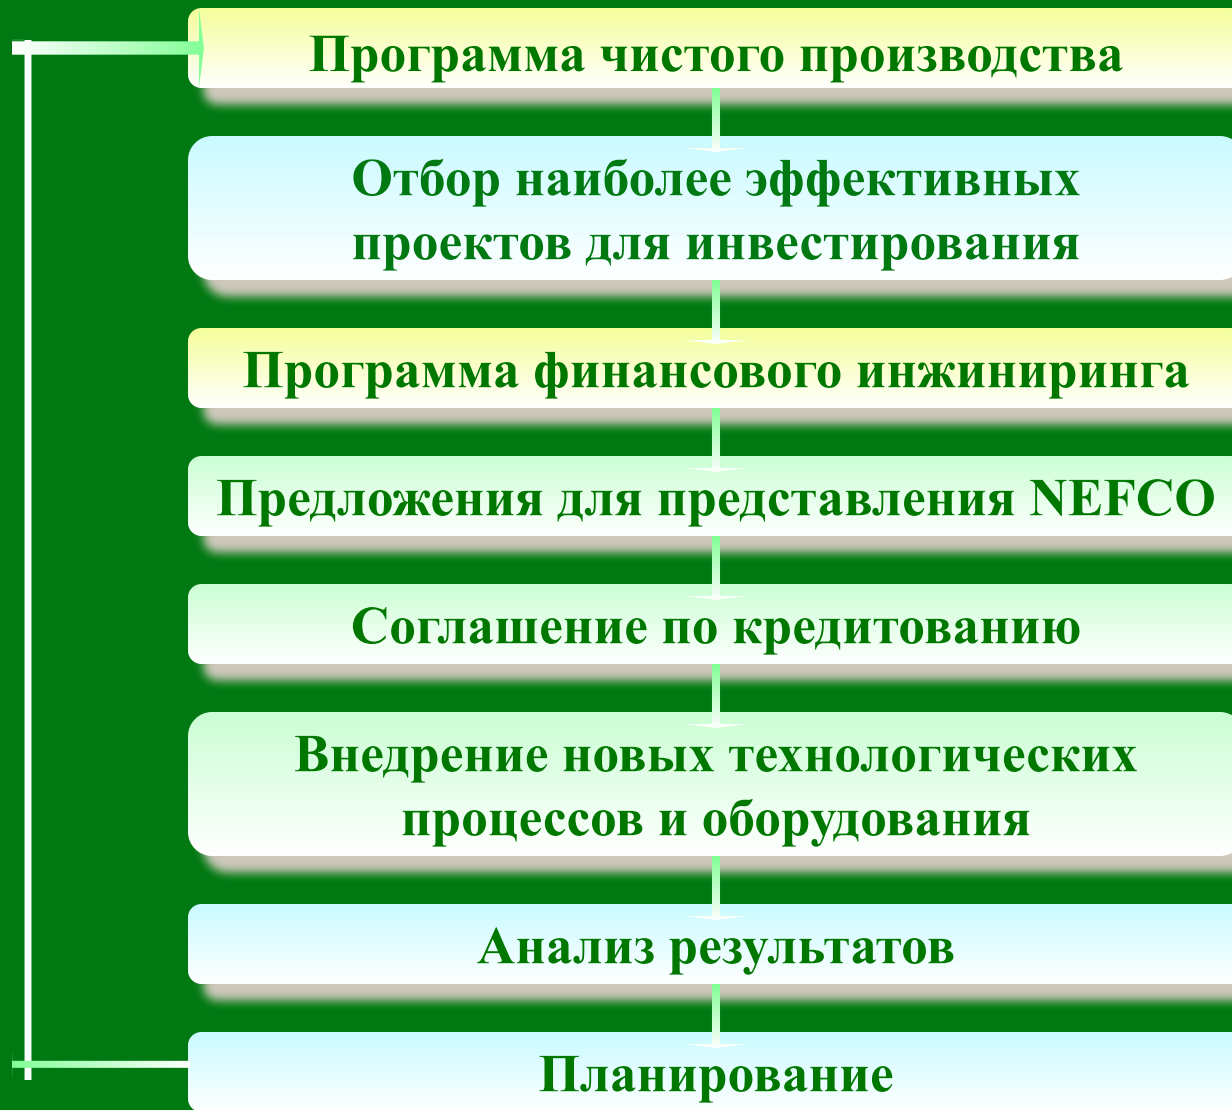 Программа чистого производства
Отбор наиболее эффективных
проектов для инвестирования
Программа финансового инжиниринга
Предложения для представления NEFCO
Соглашение по кредитованию
Внедрение новых технологических
процессов и оборудования
Анализ результатов
Планирование